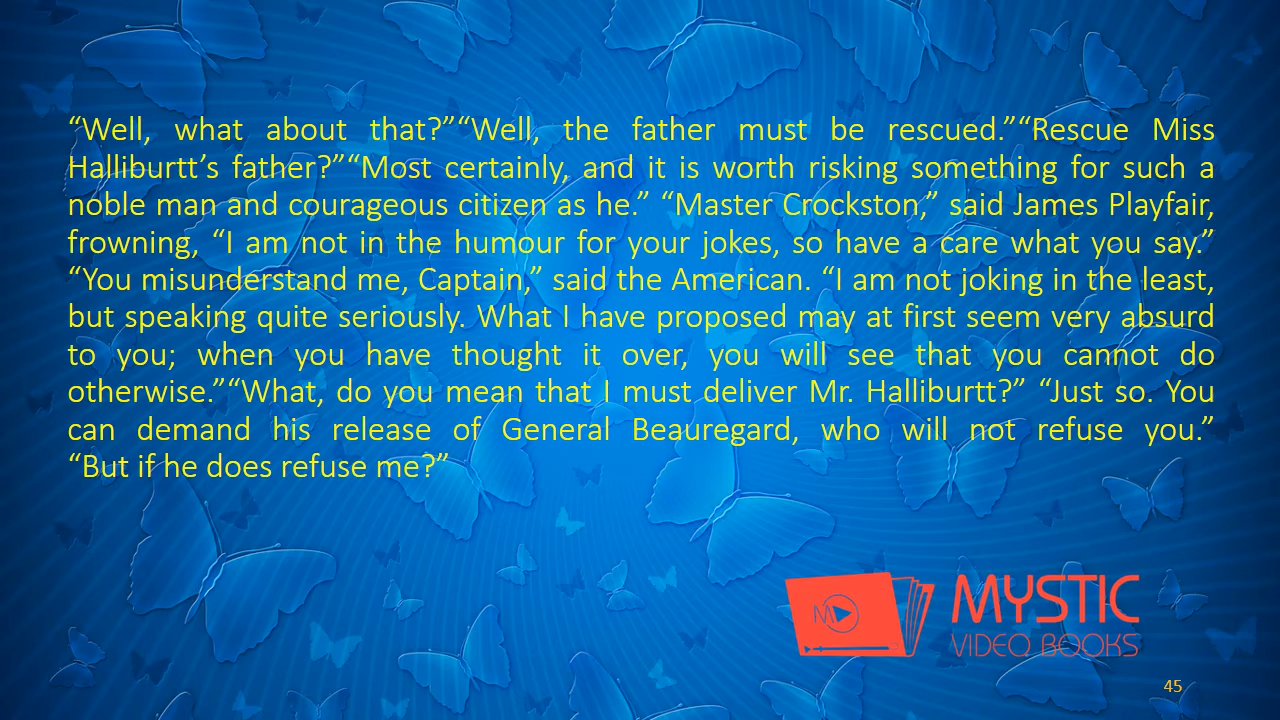 “Well, what about that?”“Well, the father must be rescued.”“Rescue Miss
Halliburtt’s father?”“Most certainly, and it is worth risking something for such a
noble man and courageous citizen as he.” “Master Crockston,” said James Playfair,
frowning, “I am not in the humour for your jokes, so have a care what you say.”
“You misunderstand me, Captain,” said the American. “I am not joking in the least,
but speaking quite seriously. What I have proposed may at first seem very absurd
to you; when you have thought it over, you will see that you cannot do
otherwise.”“What, do you mean that I must deliver Mr. Halliburtt?” “Just so. You
can demand his release of General Beauregard, who will not refuse you.”
“But if he does refuse me?”
MYSTIC
VIDEO BOOKS
45